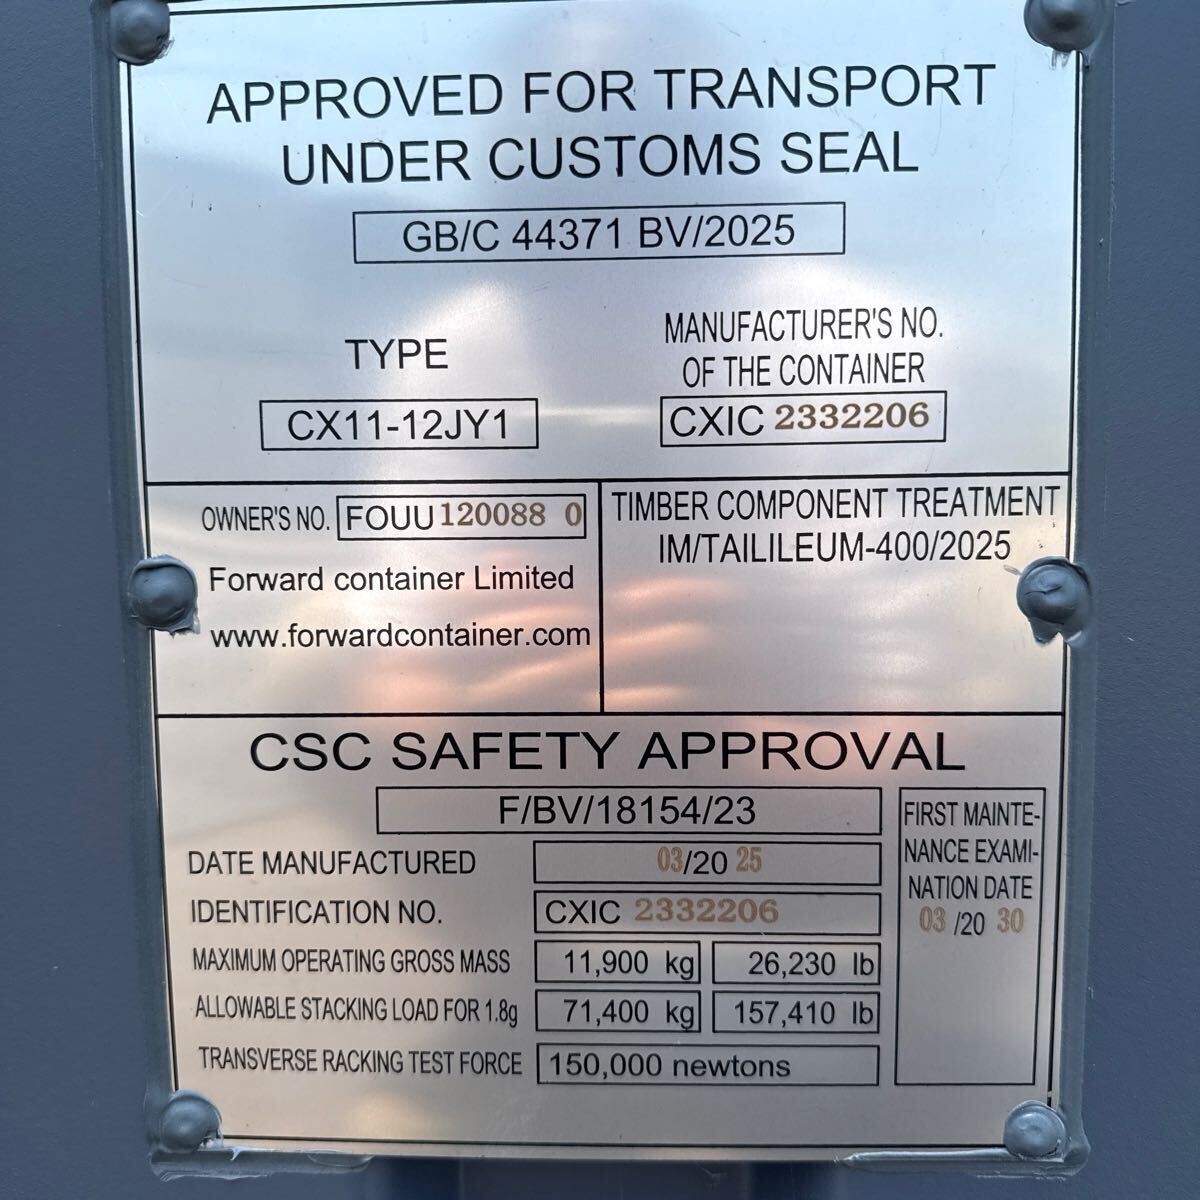 APPROVED FOR TRANSPORT
UNDER CUSTOMS SEAL
GB/C 44371 BV/2025
TYPE
CX11-12JY1
MANUFACTURER'S NO.
OF THE CONTAINER
CXIC 2332206
OWNER'S NO. FOUU 120088 0
Forward container Limited
www.forwardcontainer.com
TIMBER COMPONENT TREATMENT
IM/TAILILEUM-400/2025
CSC SAFETY APPROVAL
F/BV/18154/23
DATE MANUFACTURED 03/20 25
IDENTIFICATION NO. CXIC 2332206
MAXIMUM OPERATING GROSS MASS 11,900 kg 26,230 lb
ALLOWABLE STACKING LOAD FOR 1.8g 71,400 kg 157,410 lb
TRANSVERSE RACKING TEST FORCE 150,000 newtons
FIRST MAINTE-
NANCE EXAMI-
NATION DATE
03 /20 30